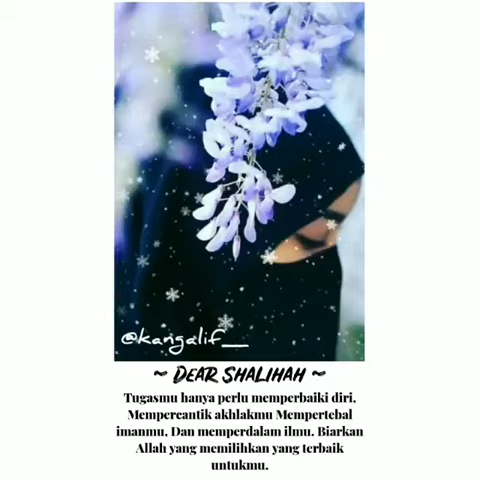 @kangalif__
~ DEAR SHALIHAH ~
Tugasmu hanya perlu memperbaiki diri,
Mempercantik akhlakmu Mempertebal
imanmu, Dan memperdalam ilmu. Biarkan
Allah yang memilihkan yang terbaik
untukmu.